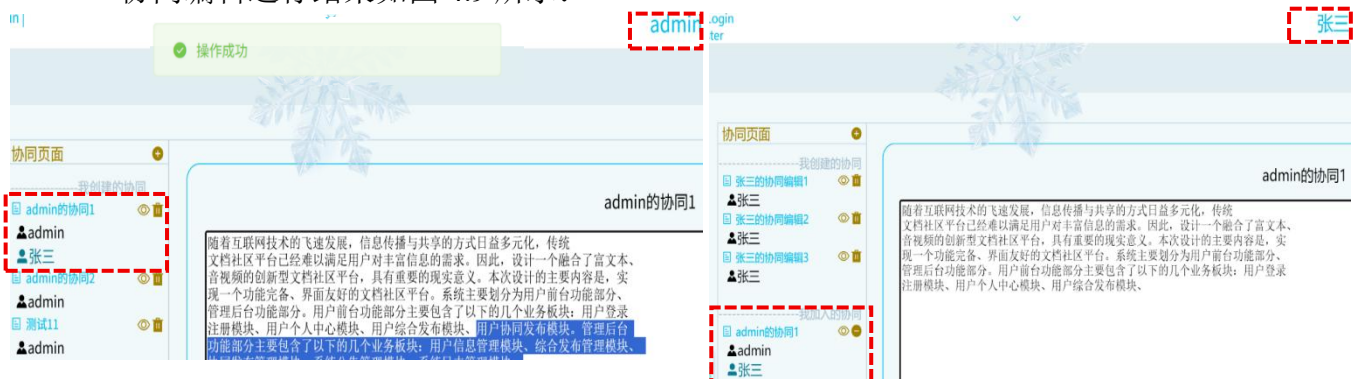 操作成功
admin
协同页面
我创建的协同
admin的协同1
admin
张三
admin的协同2
admin
测试11
admin
admin的协同1
随着互联网技术的飞速发展，信息传播与共享的方式日益多元化，传统
文档社区平台已经难以满足用户对丰富信息的需求。因此，设计一个融合了富文本、
音视频的创新型文档社区平台，具有重要的现实意义。本次设计的主要内容是，实
现一个功能完备、界面友好的文档社区平台。系统主要划分为用户前台功能部分、
管理后台功能部分。用户前台功能部分主要包含了以下的几个业务板块：用户登录
注册模块、用户个人中心模块、用户综合发布模块、用户协同发布模块。管理后台
功能部分主要包含了以下的几个业务板块：用户信息管理模块、综合发布管理模块、
ogin
ter
张三
协同页面
我创建的协同
张三的协同编辑1
张三
张三的协同编辑2
张三
张三的协同编辑3
张三
我加入的协同
admin的协同1
admin
张三
admin的协同1
随着互联网技术的飞速发展，信息传播与共享的方式日益多元化，传统
文档社区平台已经难以满足用户对丰富信息的需求。因此，设计一个融合了富文本、
音视频的创新型文档社区平台，具有重要的现实意义。本次设计的主要内容是，实
现一个功能完备、界面友好的文档社区平台。系统主要划分为用户前台功能部分、
管理后台功能部分。用户前台功能部分主要包含了以下的几个业务板块：用户登录
注册模块、用户个人中心模块、用户综合发布模块、